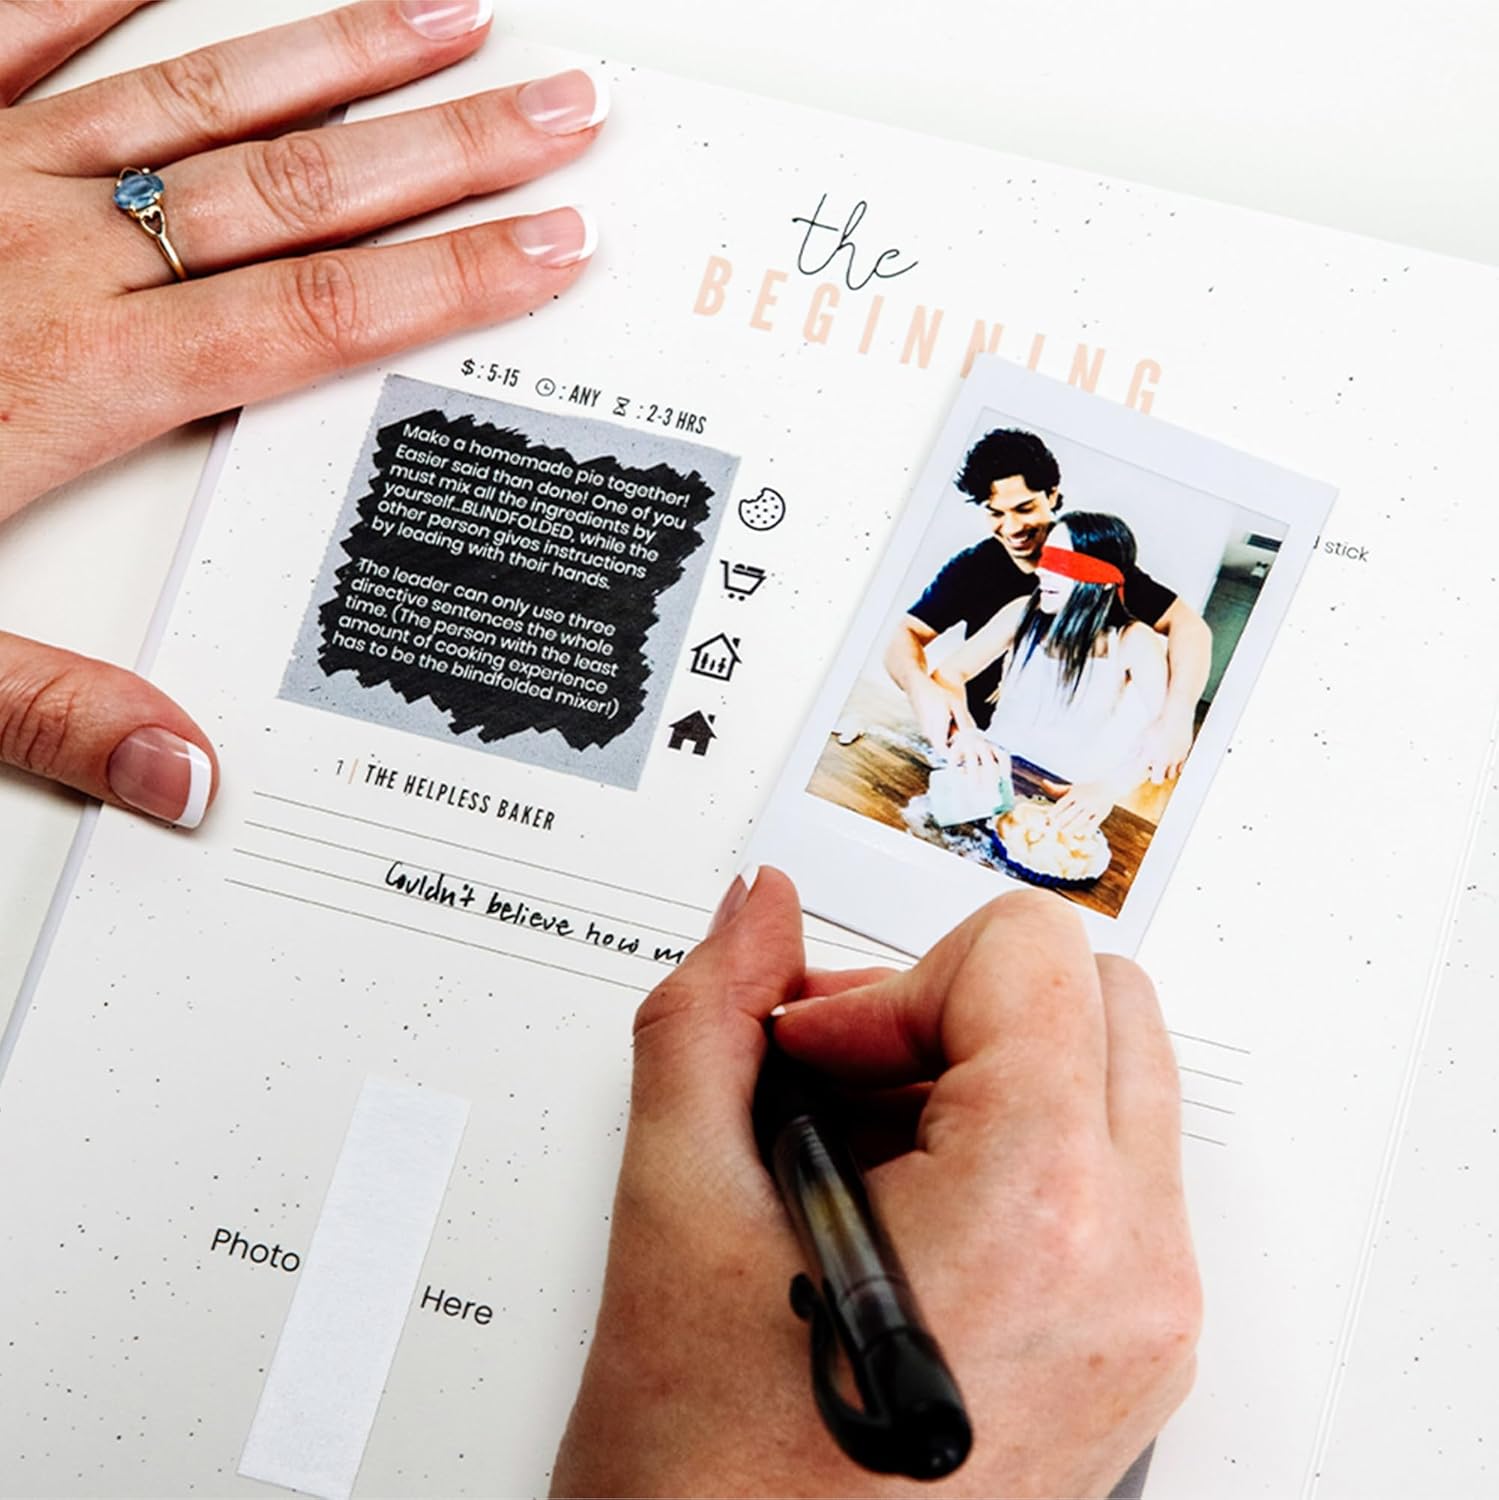 the
BEGINNING
$ : 5-15 : ANY : 2-3 HRS
Make a homemade pie together!
Easier said than done! One of you
must mix all the ingredients by
yourself...BLINDFOLDED, while the
other person gives instructions
by leading with their hands.
The leader can only use three
directive sentences the whole
time. (The person with the least
amount of cooking experience
has to be the blindfolded mixer!)
stick
1 | THE HELPLESS BAKER
Couldn't believe how m
Photo Here